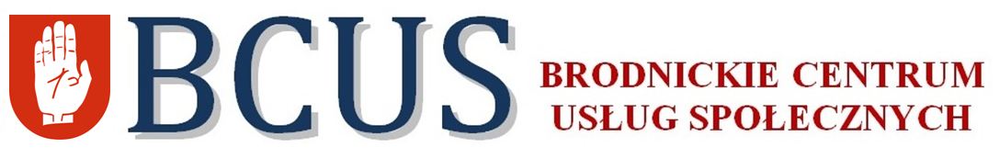 BCUS
BRODNICKIE CENTRUM
USŁUG SPOŁECZNYCH